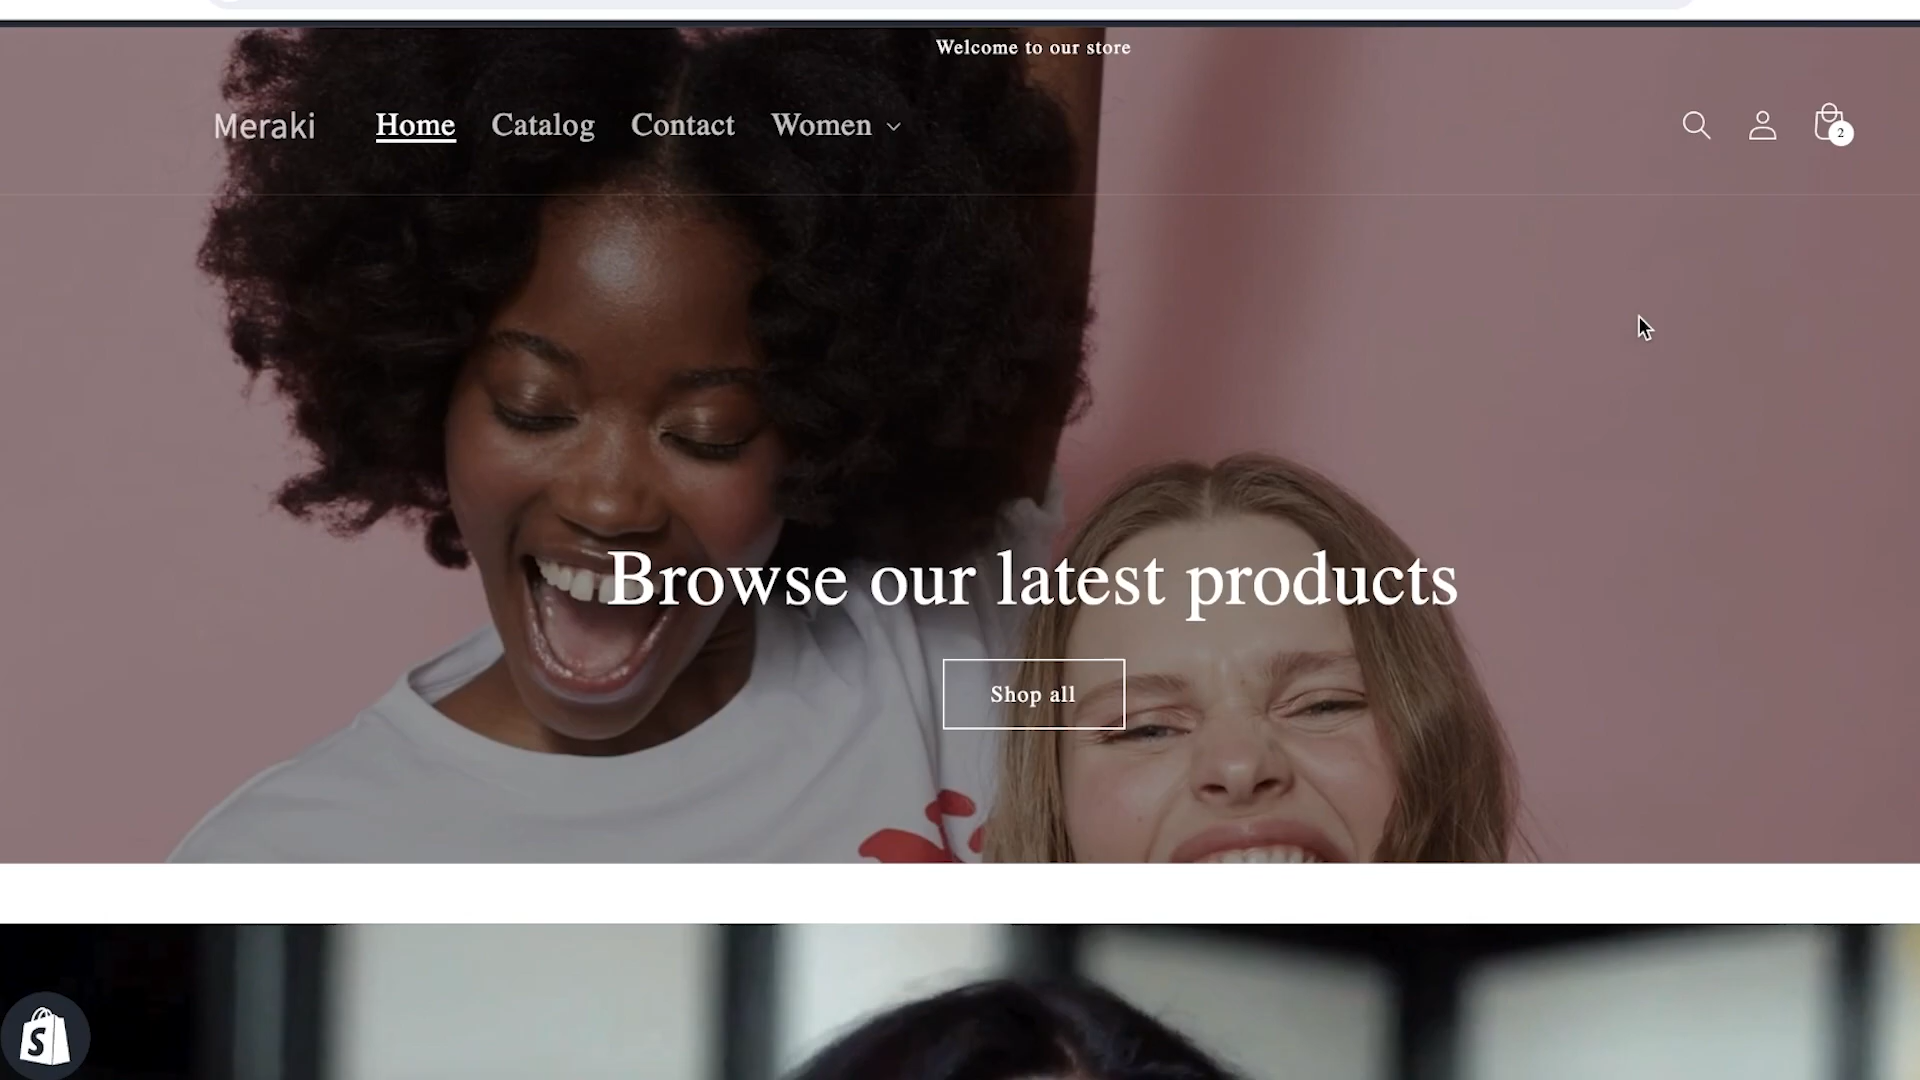 Welcome to our store
Meraki Home Catalog Contact Women
2
Browse our latest products
Shop all
S